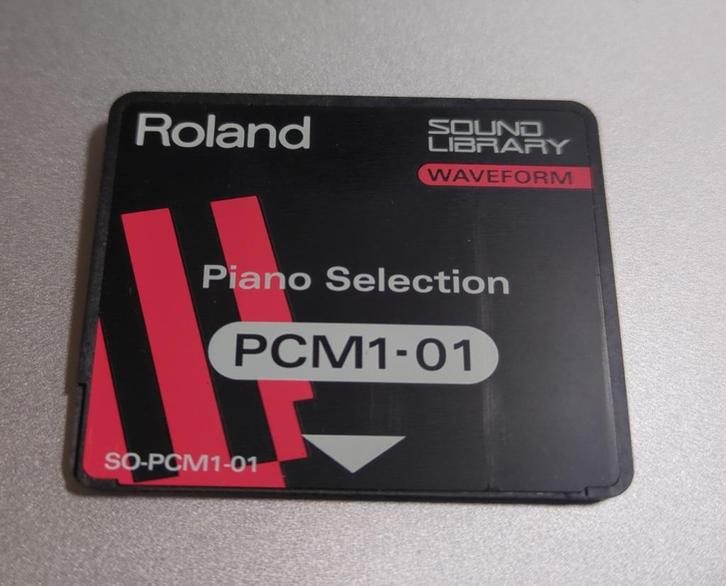 Roland
SOUND
LIBRARY
WAVEFORM
Piano Selection
PCM1-01
SO-PCM1-01